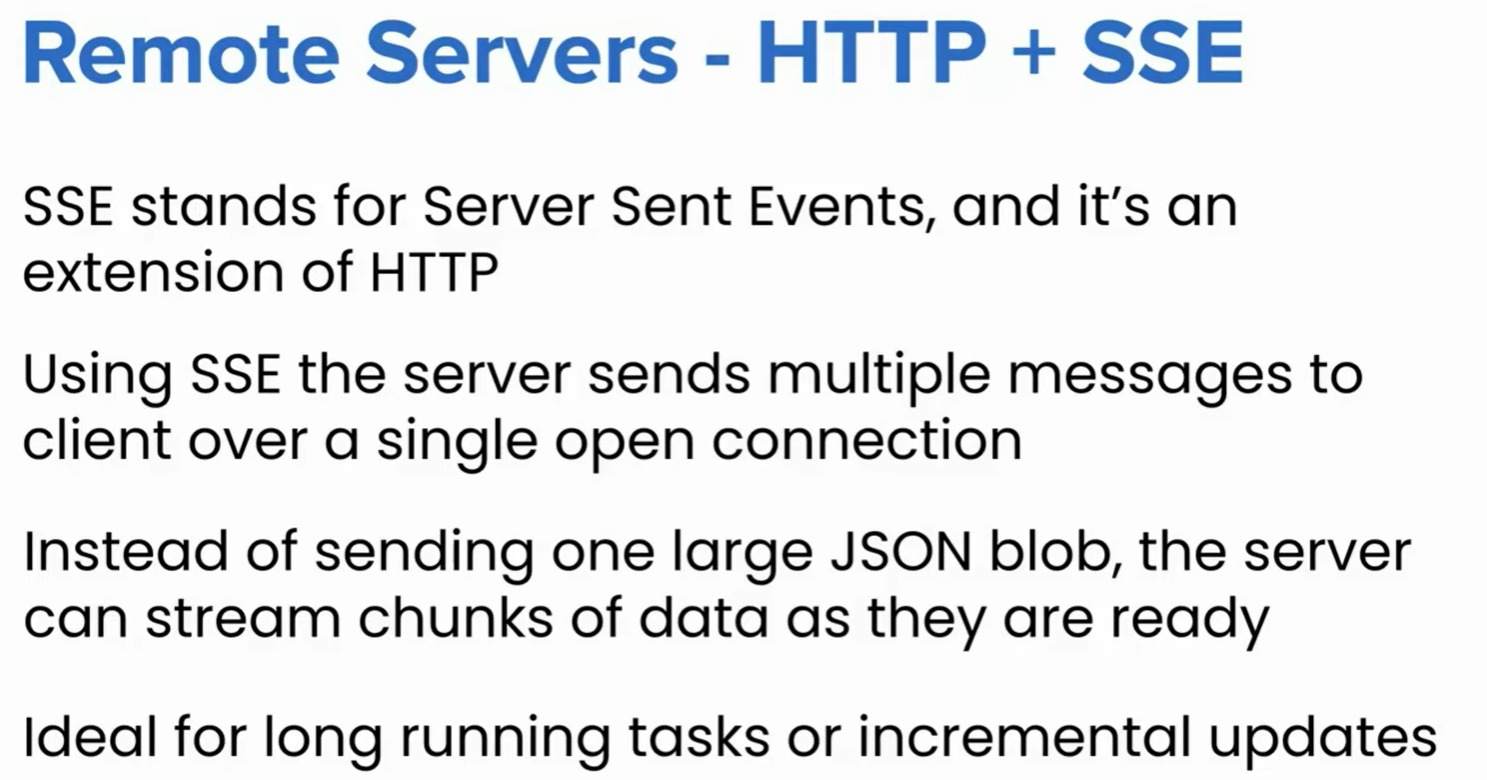 Remote Servers - HTTP + SSE
SSE stands for Server Sent Events, and it’s an
extension of HTTP
Using SSE the server sends multiple messages to
client over a single open connection
Instead of sending one large JSON blob, the server
can stream chunks of data as they are ready
Ideal for long running tasks or incremental updates